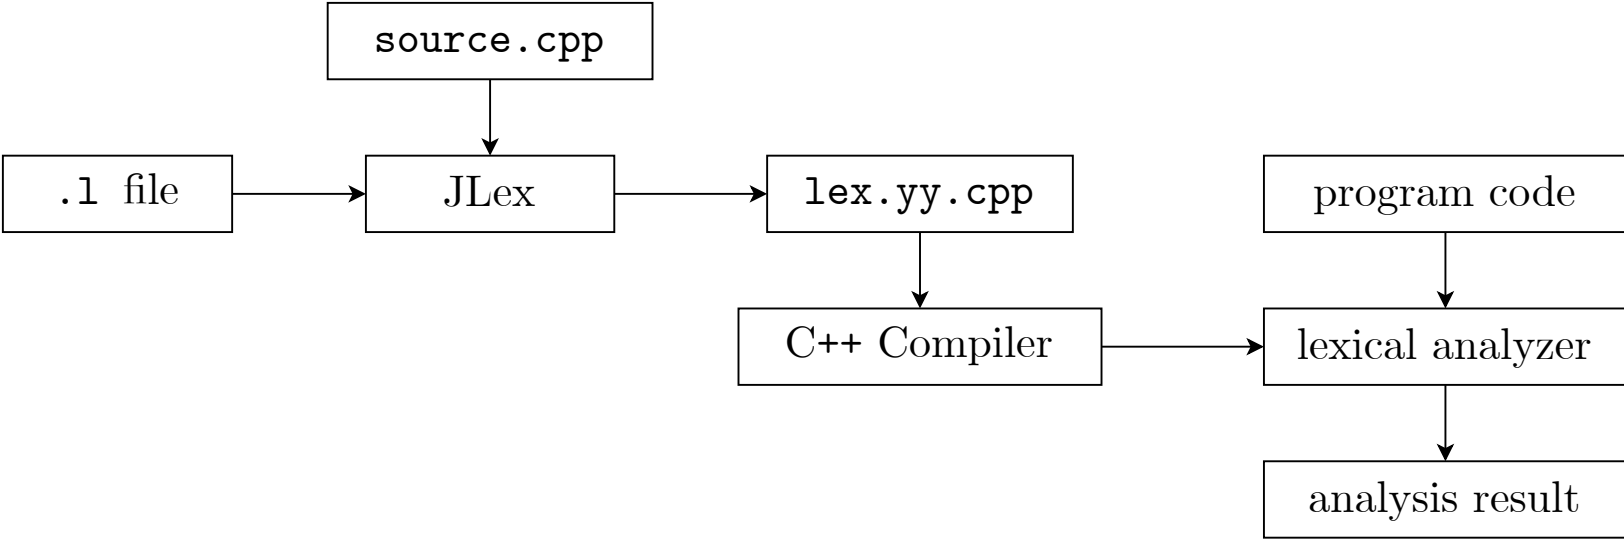 source.cpp
.l file
JLex
lex.yy.cpp
program code
C++ Compiler
lexical analyzer
analysis result